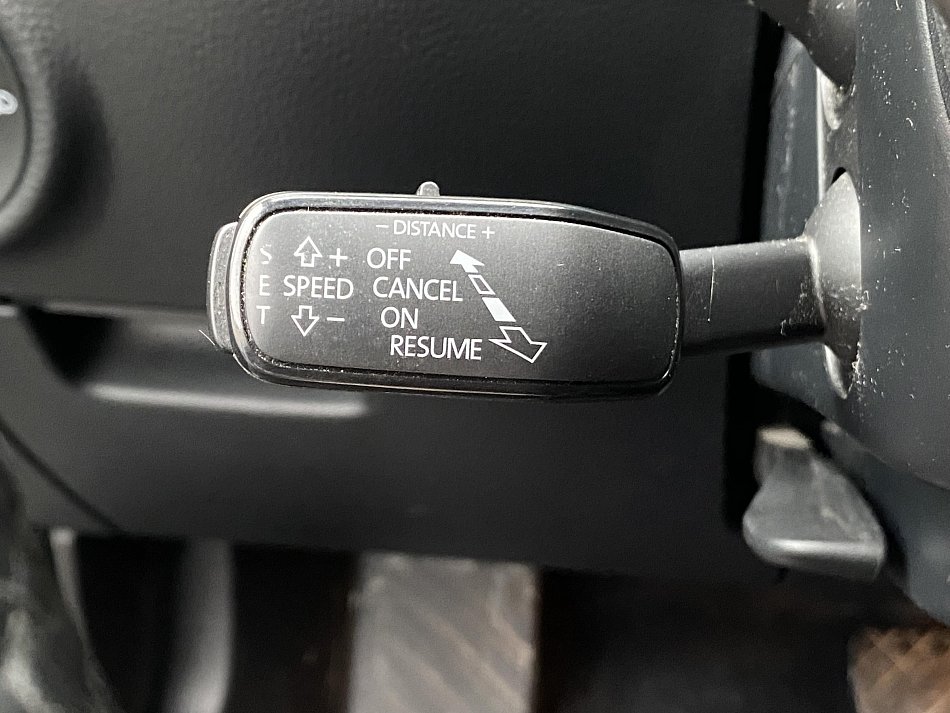 - DISTANCE +
S + OFF
E SPEED CANCEL
T - ON
RESUME